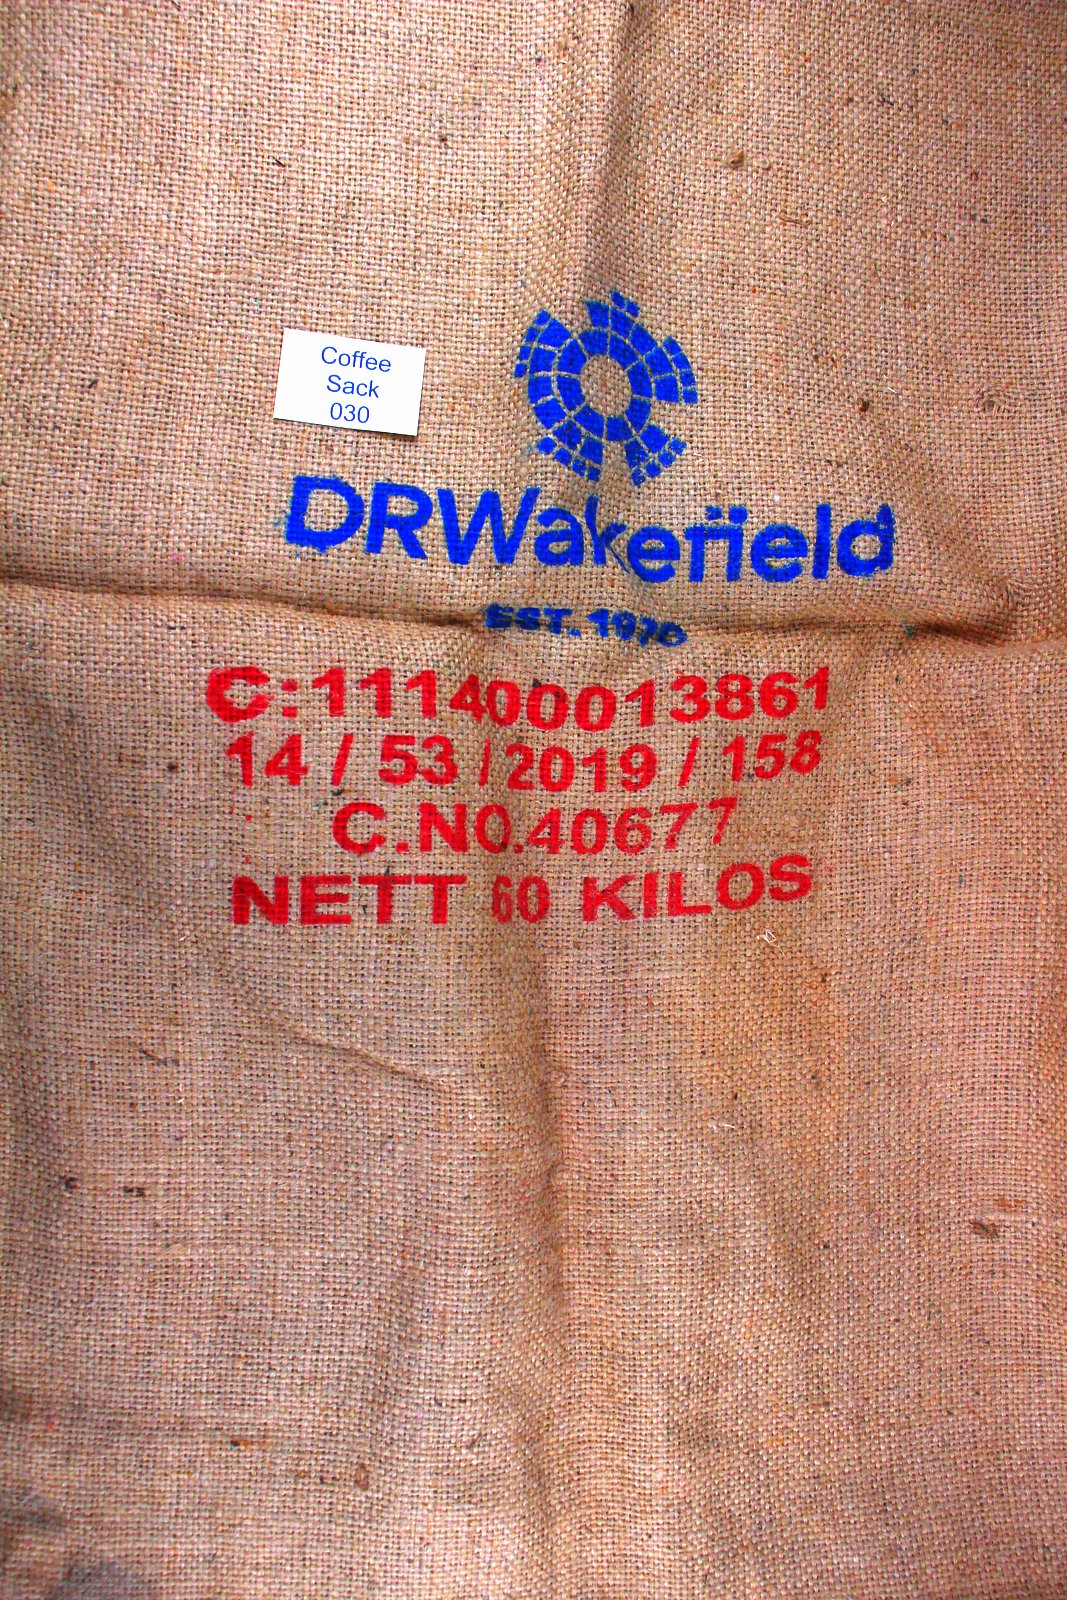 Coffee
Sack
030
DRWakefield
EST. 1970
C:111400013861
14 / 53 / 2019 / 158
C.NO.40677
NETT 60 KILOS